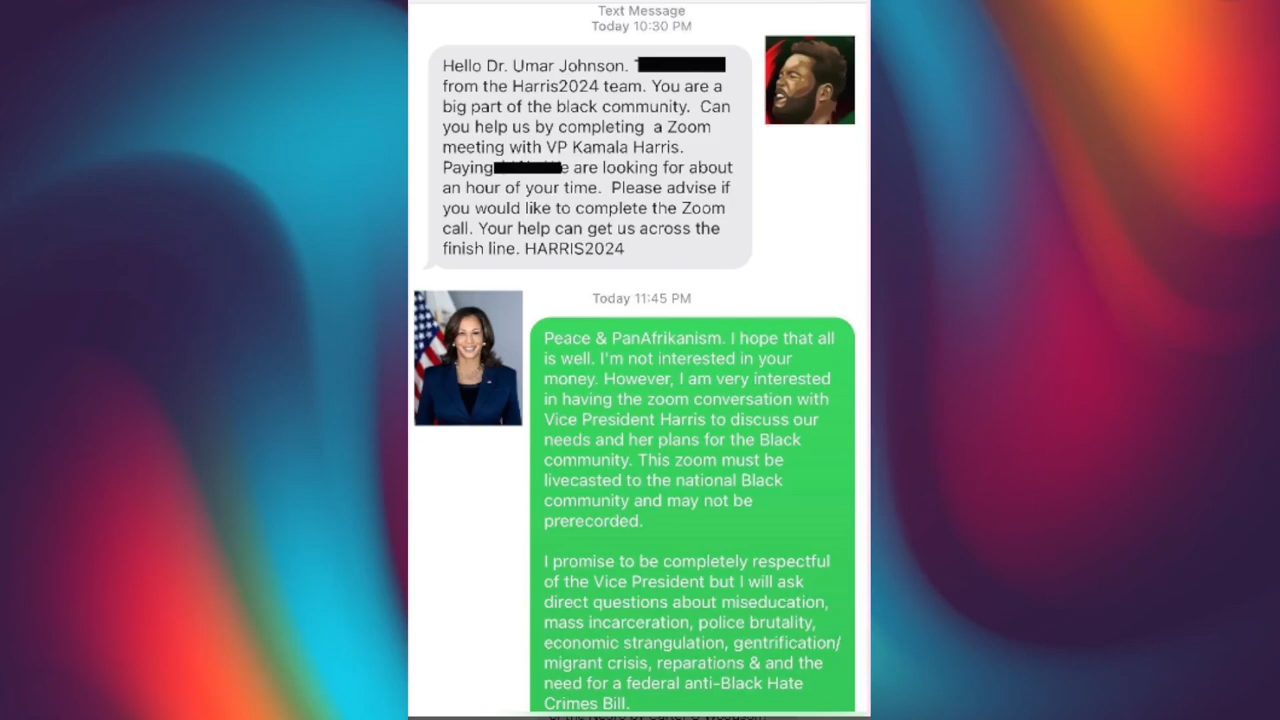 Text Message
Today 10:30 PM
Hello Dr. Umar Johnson.
from the Harris2024 team. You are a
big part of the black community.  Can
you help us by completing  a Zoom
meeting with VP Kamala Harris.
Paying e are looking for about
an hour of your time.  Please advise if
you would like to complete the Zoom
call. Your help can get us across the
finish line. HARRIS2024
Today 11:45 PM
Peace & PanAfrikanism. I hope that all
is well. I'm not interested in your
money. However, I am very interested
in having the zoom conversation with
Vice President Harris to discuss our
needs and her plans for the Black
community. This zoom must be
livecasted to the national Black
community and may not be
prerecorded.
I promise to be completely respectful
of the Vice President but I will ask
direct questions about miseducation,
mass incarceration, police brutality,
economic strangulation, gentrification/
migrant crisis, reparations & and the
need for a federal anti-Black Hate
Crimes Bill.